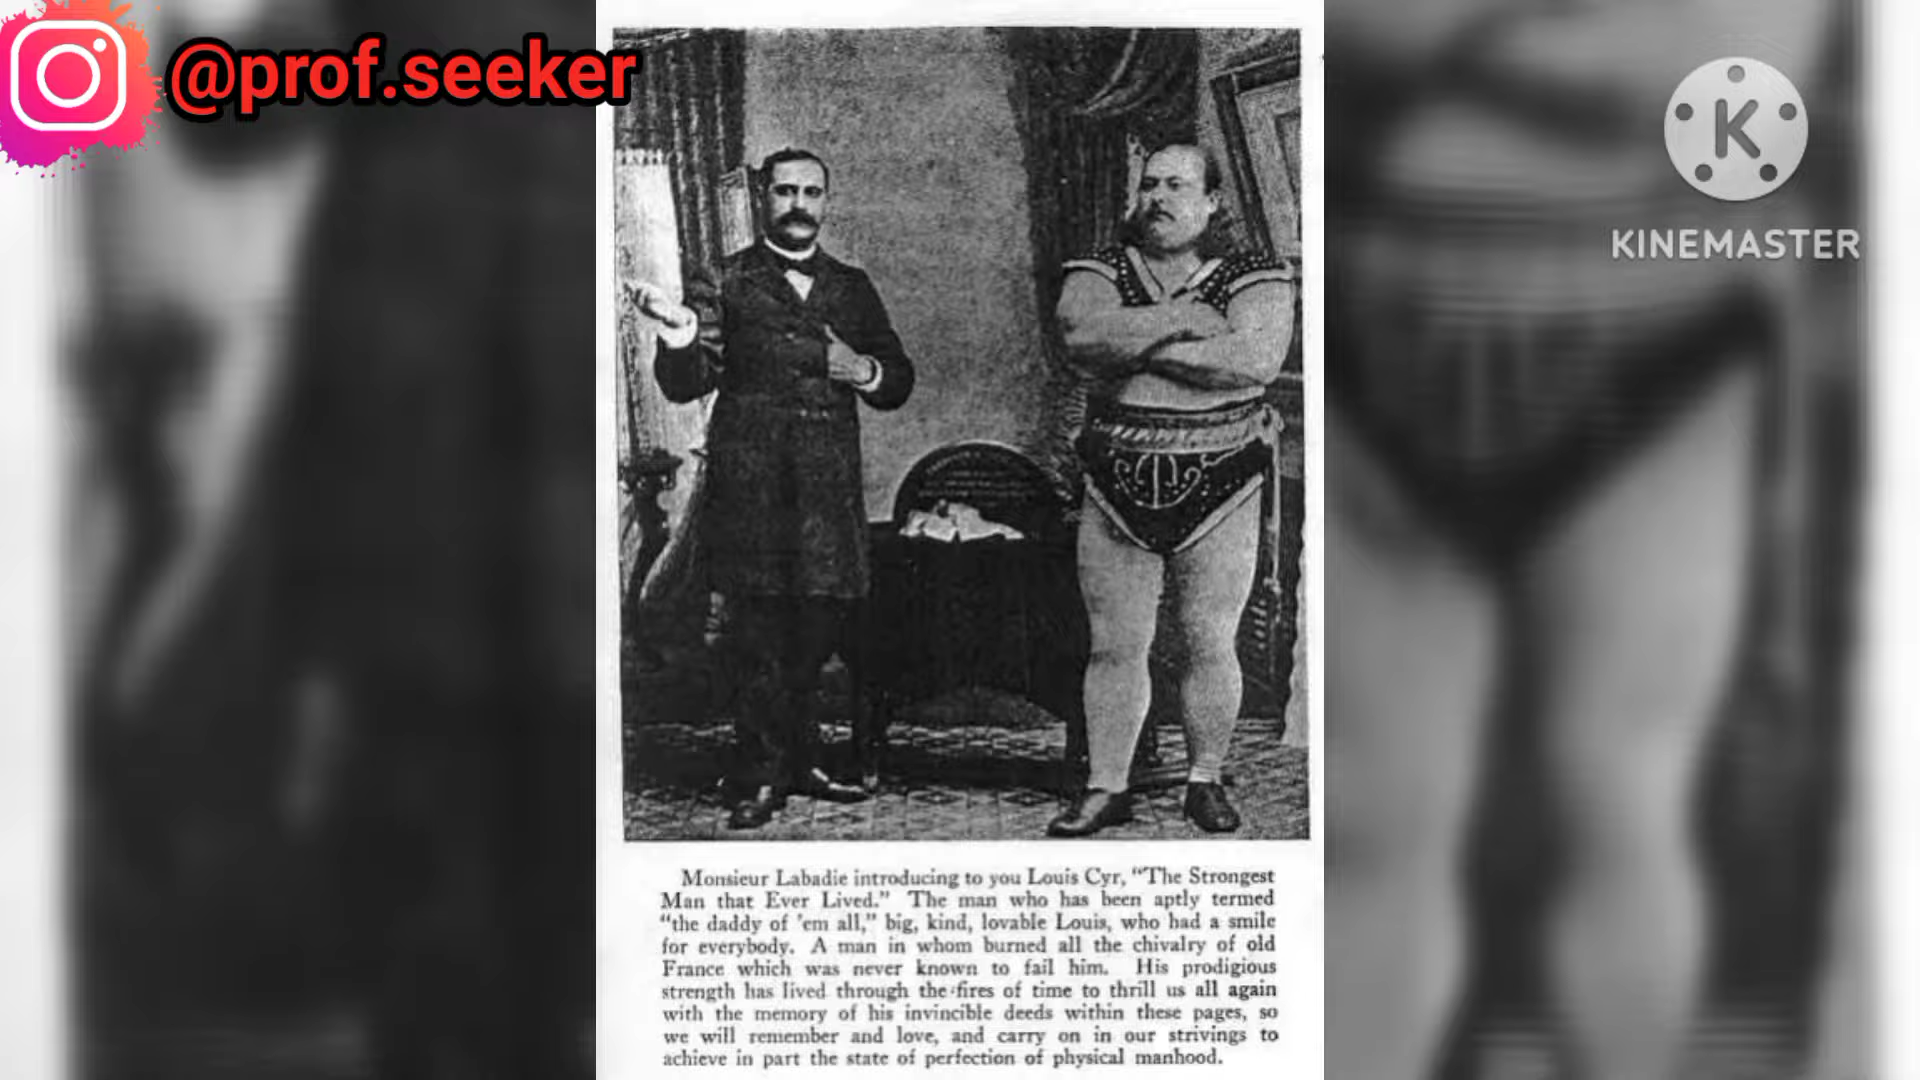 @prof.seeker
KINEMASTER
Monsieur Labadie introducing to you Louis Cyr, “The Strongest
Man that Ever Lived.” The man who has been aptly termed
“the daddy of ’em all,” big, kind, lovable Louis, who had a smile
for everybody. A man in whom burned all the chivalry of old
France which was never known to fail him. His prodigious
strength has lived through the fires of time to thrill us all again
with the memory of his invincible deeds within these pages, so
we will remember and love, and carry on in our strivings to
achieve in part the state of perfection of physical manhood.